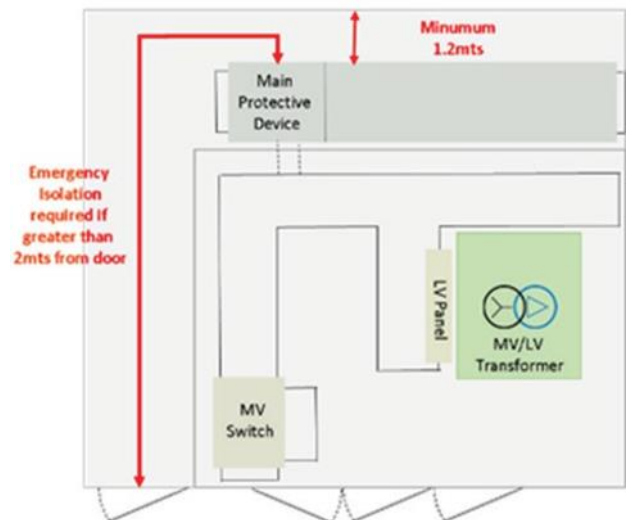 Minumum
1.2mts
Main
Protective
Device
Emergency
Isolation
required if
greater than
2mts from door
LV Panel
MV/LV
Transformer
MV
Switch